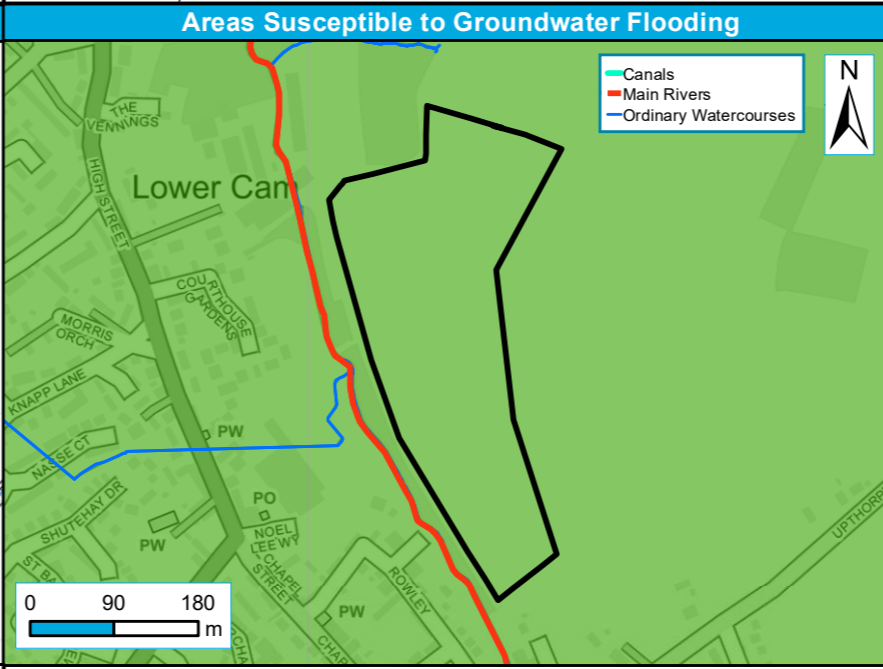 Areas Susceptible to Groundwater Flooding
Canals
Main Rivers
Ordinary Watercourses
N
THE
VENNINGS
HIGH STREET
Lower Cam
COURTHOUSE
GARDENS
MORRIS
ORCH
KNAPP LANE
NASSE CT
PW
SHUTEHAY DR
PO
PW
NOEL
LEE WY
CHAPEL
STREET
ROWLEY
UPTHORP
PW
0 90 180
m